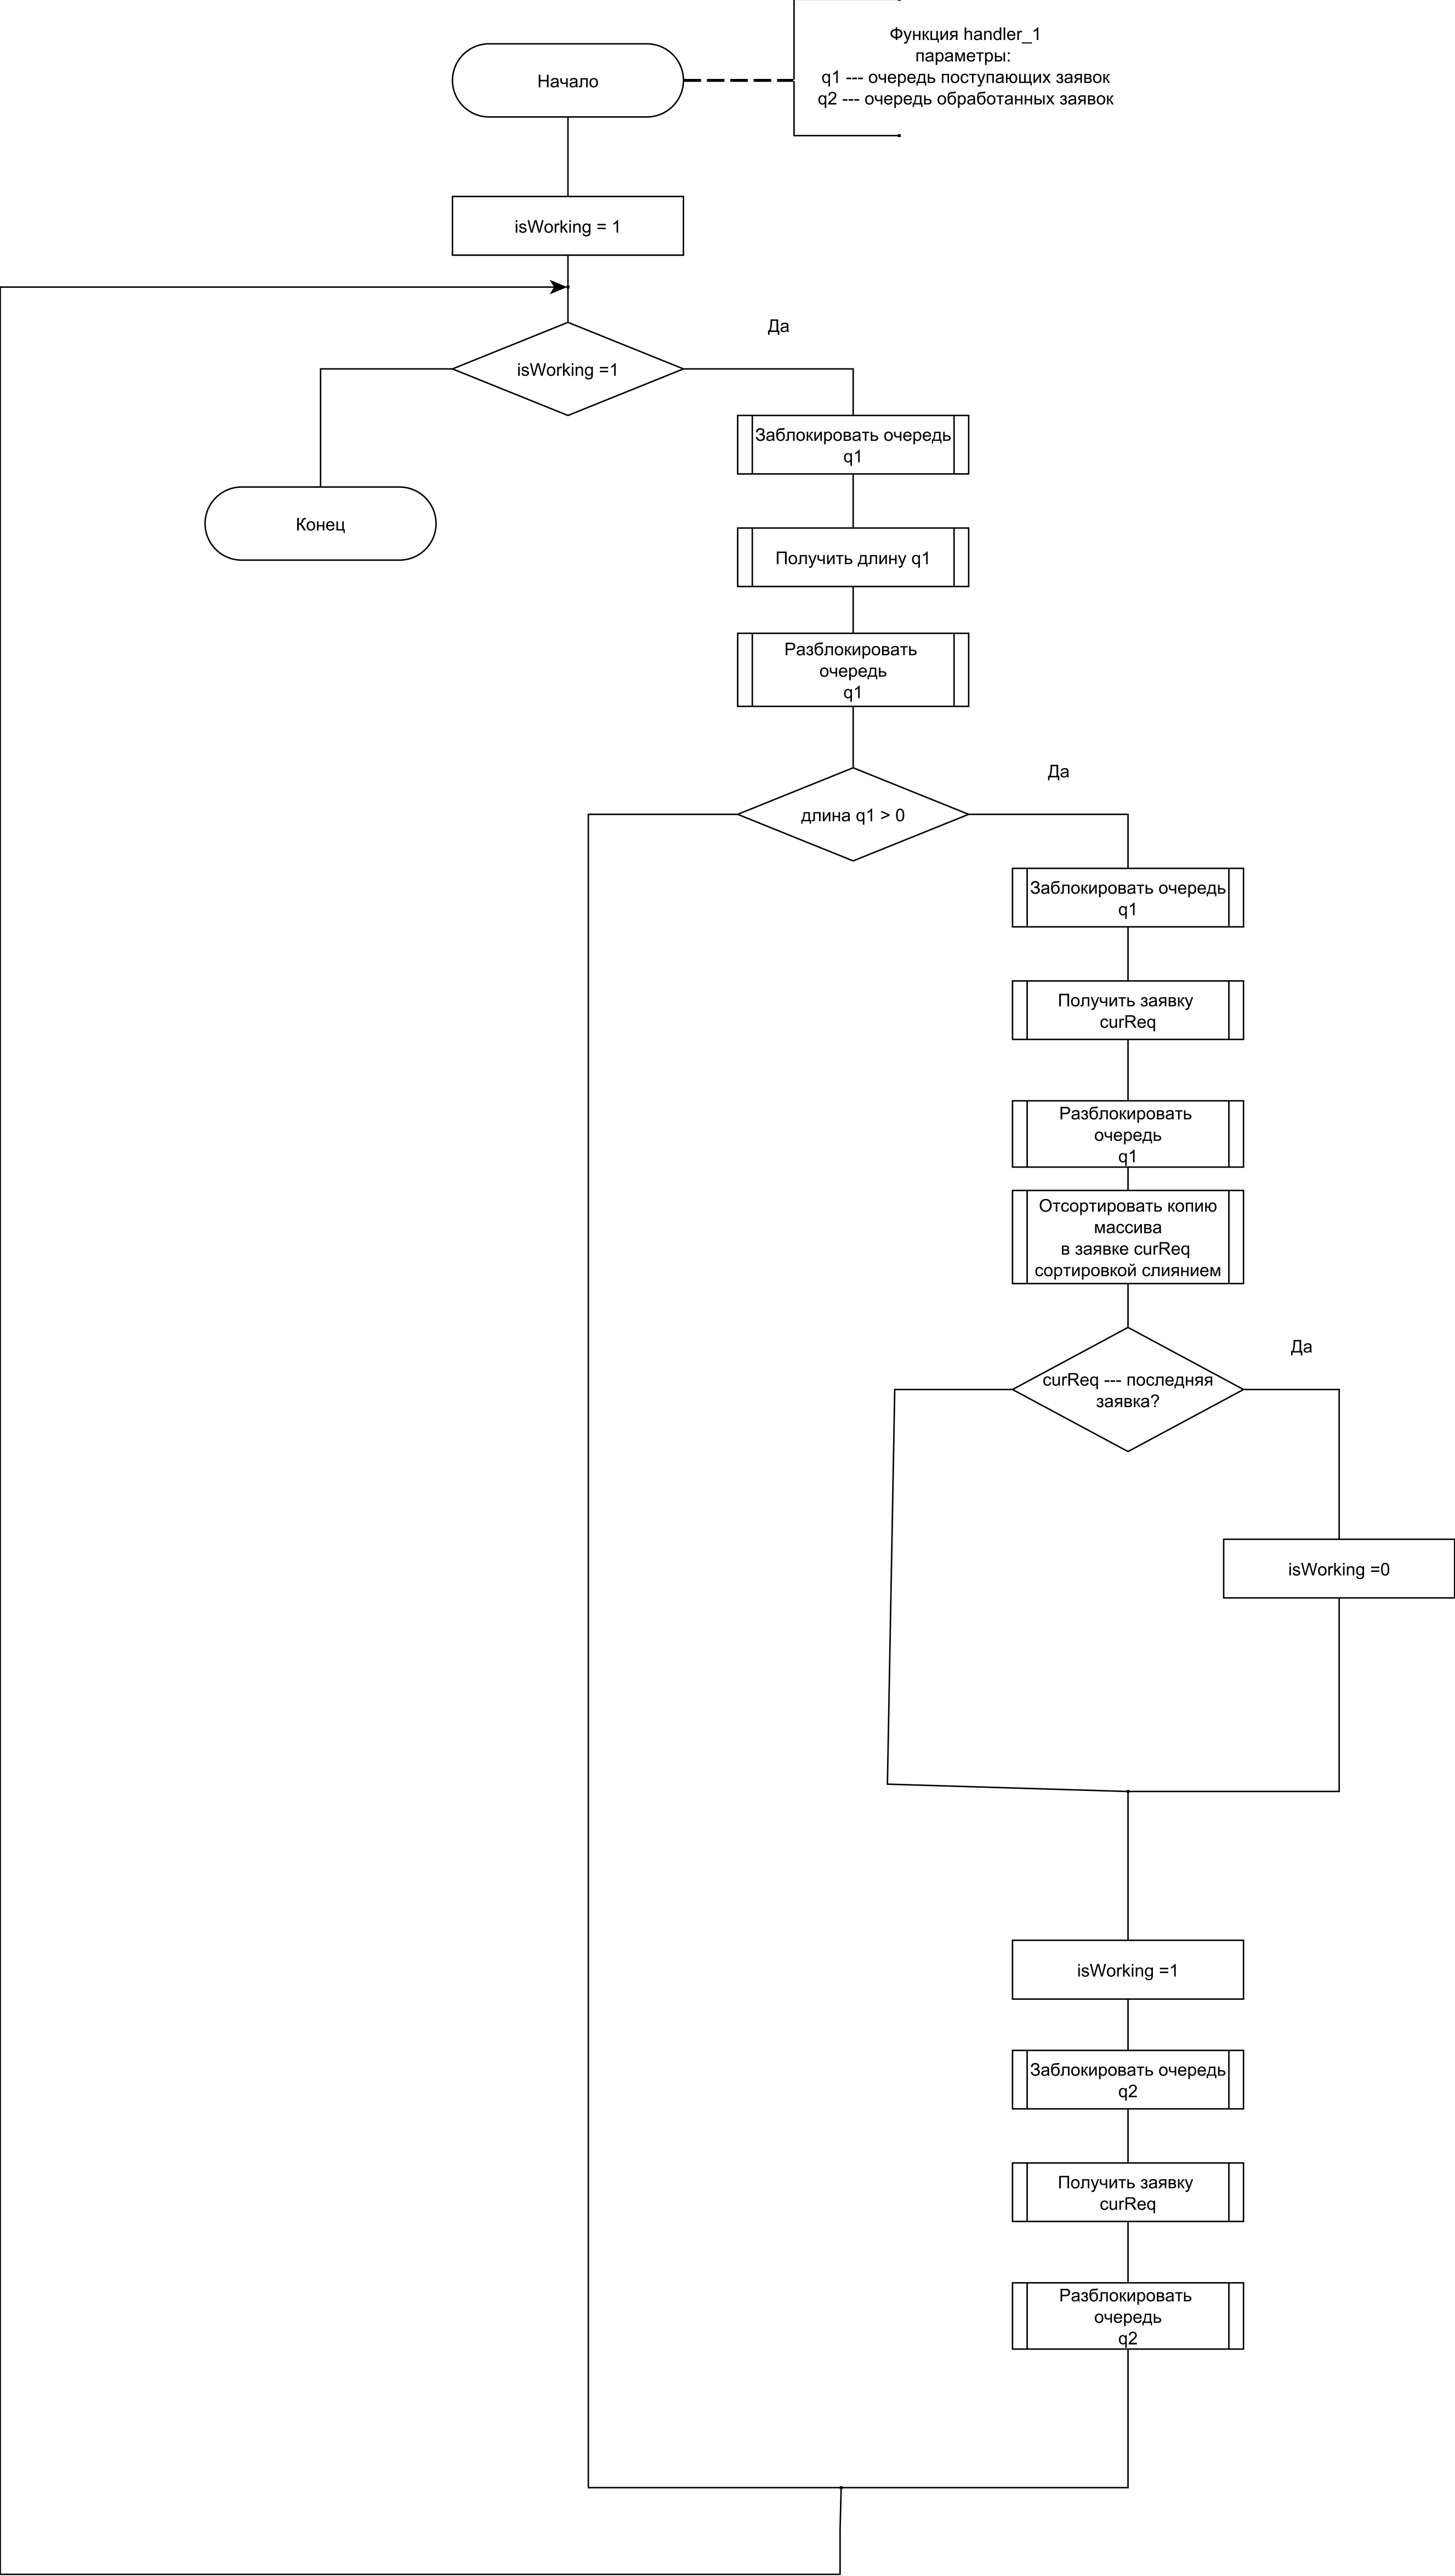 Функция handler_1
параметры:
q1 --- очередь поступающих заявок
q2 --- очередь обработанных заявок
Начало
isWorking = 1
Да
isWorking =1
Заблокировать очередь
q1
Конец
Получить длину q1
Разблокировать
очередь
q1
Да
длина q1 > 0
Заблокировать очередь
q1
Получить заявку
curReq
Разблокировать
очередь
q1
Отсортировать копию
массива
в заявке curReq
сортировкой слиянием
Да
curReq --- последняя
заявка?
isWorking =0
isWorking =1
Заблокировать очередь
q2
Получить заявку
curReq
Разблокировать
очередь
q2